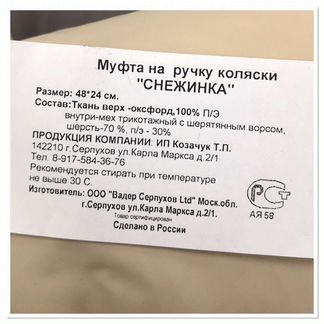 Муфта на ручку коляски
"СНЕЖИНКА"
Размер: 48*24 см.
Состав:Ткань верх -оксфорд,100% П/Э
внутри-мех трикотажный с шерятянным ворсом,
шерсть-70 %, п/э - 30%
ПРОДУКЦИЯ КОМПАНИИ: ИП Козачук Т.П.
142210 г.Серпухов ул.Карла Маркса д.2/1
Тел. 8-917-584-36-76
Рекомендуется стирать при температуре
не выше 30 С.
Изготовитель: ООО "Вадер Серпухов Ltd" Моск.обл.
г.Серпухов ул.Карла Маркса д.2/1.
Товар сертифицирован
Сделано в России
РСТ
АЯ 58